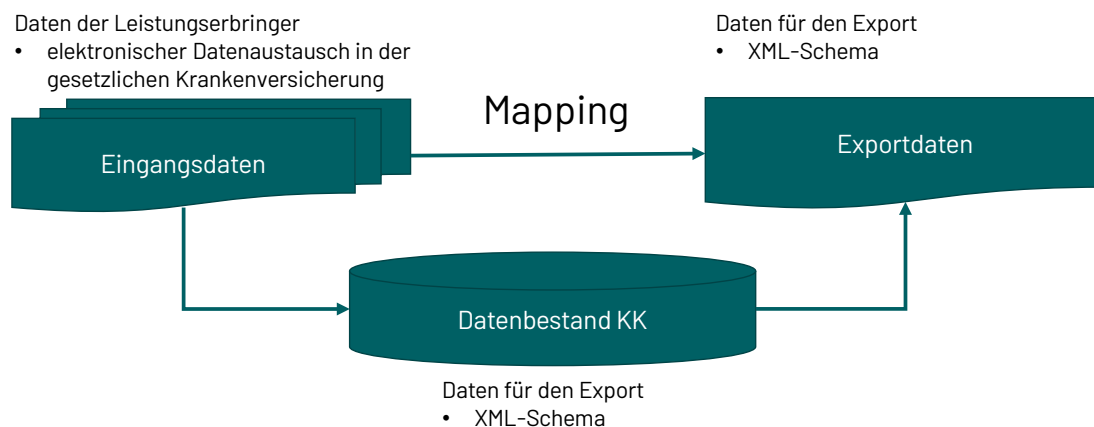 Daten der Leistungserbringer
• elektronischer Datenaustausch in der
gesetzlichen Krankenversicherung
Daten für den Export
• XML-Schema
Mapping
Eingangsdaten
Exportdaten
Datenbestand KK
Daten für den Export
• XML-Schema